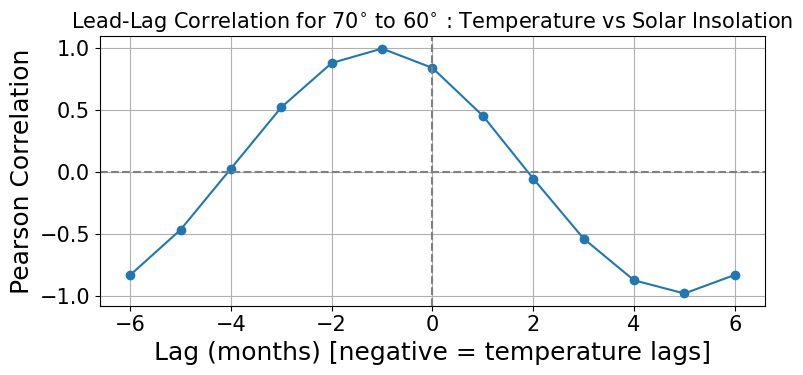 Lead-Lag Correlation for 70° to 60° : Temperature vs Solar Insolation
Pearson Correlation
1.0
0.5
0.0
−0.5
−1.0
−6 −4 −2 0 2 4 6
Lag (months) [negative = temperature lags]